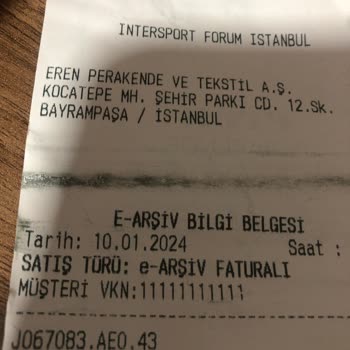 INTERSPORT FORUM ISTANBUL
EREN PERAKENDE VE TEKSTİL A.Ş.
KOCATEPE MH. ŞEHİR PARKI CD. 12.Sk.
BAYRAMPAŞA / İSTANBUL
E-ARŞİV BİLGİ BELGESİ
Tarih: 10.01.2024 Saat :
SATIŞ TÜRÜ: e-ARŞİV FATURALI
MÜŞTERİ VKN:11111111111
J067083.AE0.43